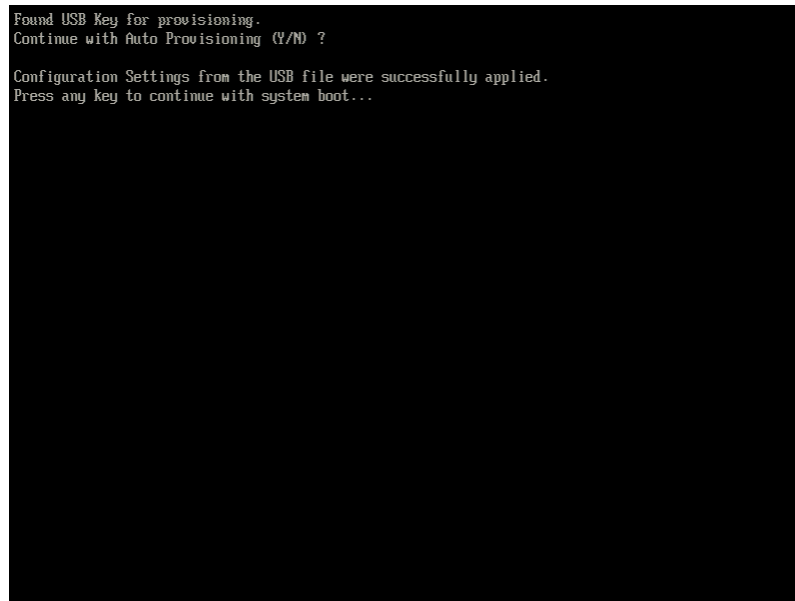 Found USB Key for provisioning.
Continue with Auto Provisioning (Y/N) ?
Configuration Settings from the USB file were successfully applied.
Press any key to continue with system boot...